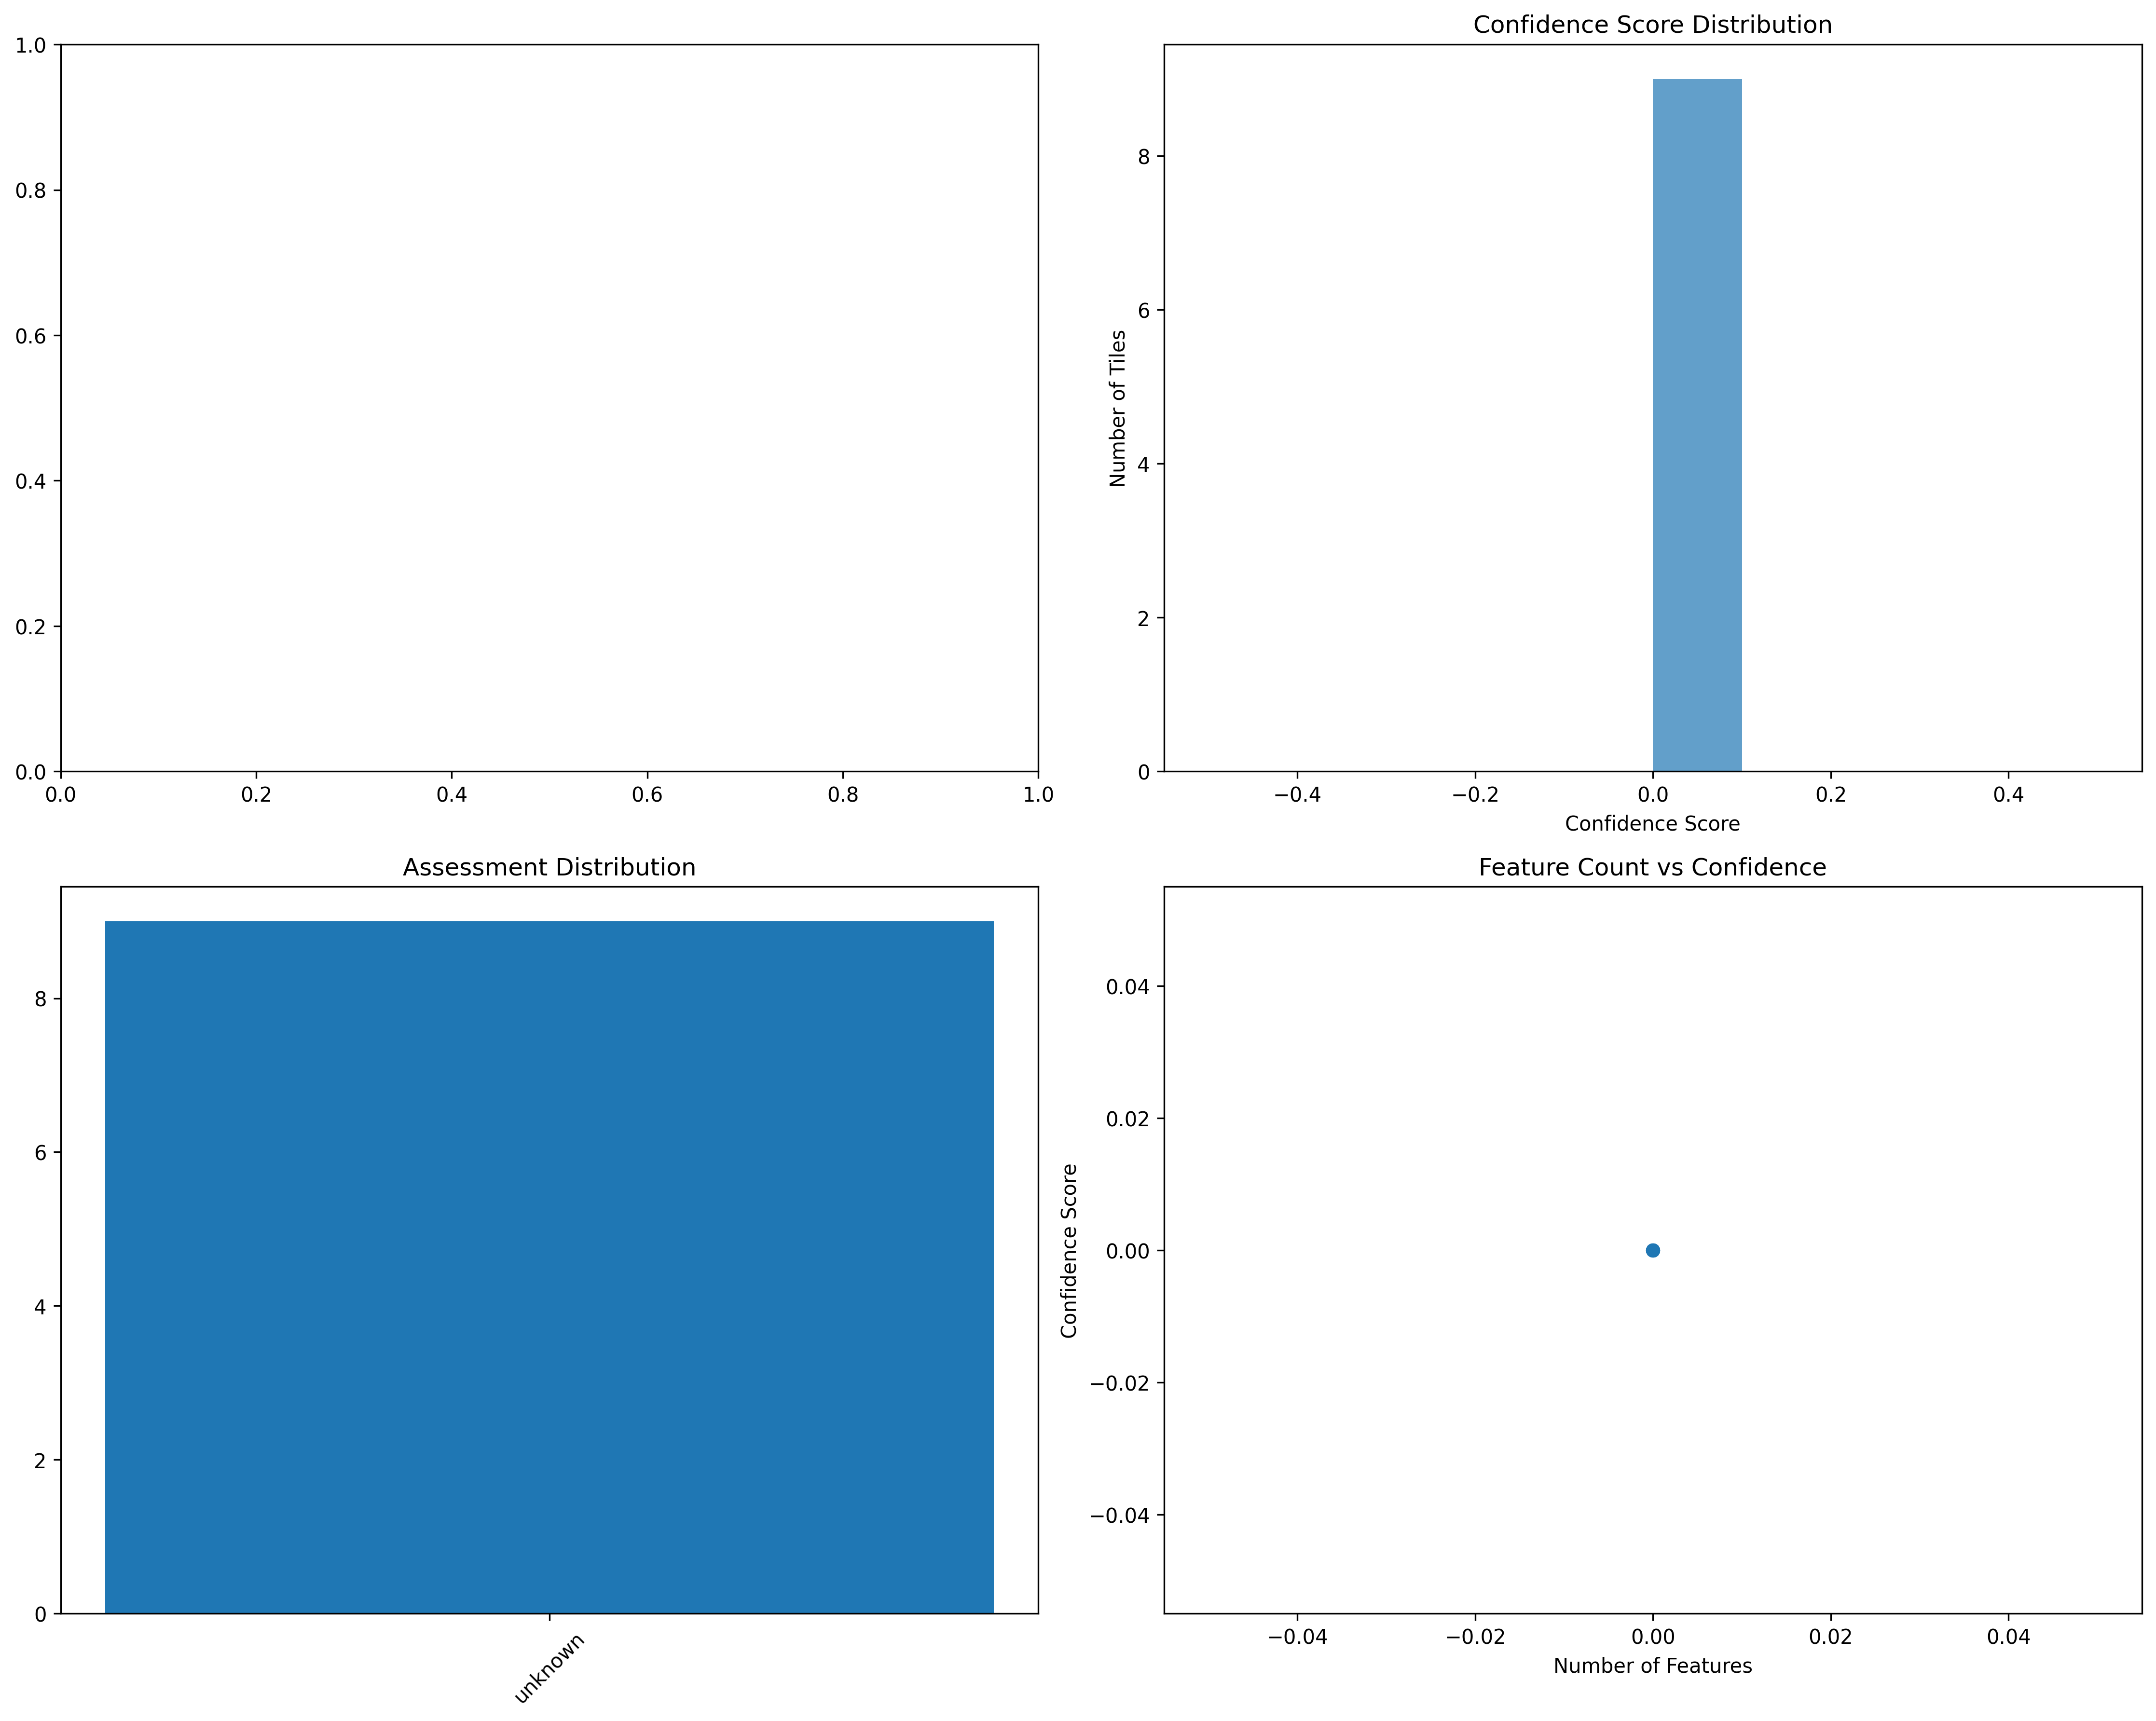 1.0
0.8
0.6
0.4
0.2
0.0
0.0 0.2 0.4 0.6 0.8 1.0
Confidence Score Distribution
Number of Tiles
8
6
4
2
0
−0.4 −0.2 0.0 0.2 0.4
Confidence Score
Assessment Distribution
8
6
4
2
0
unknown
Feature Count vs Confidence
Confidence Score
0.04
0.02
0.00
−0.02
−0.04
−0.04 −0.02 0.00 0.02 0.04
Number of Features